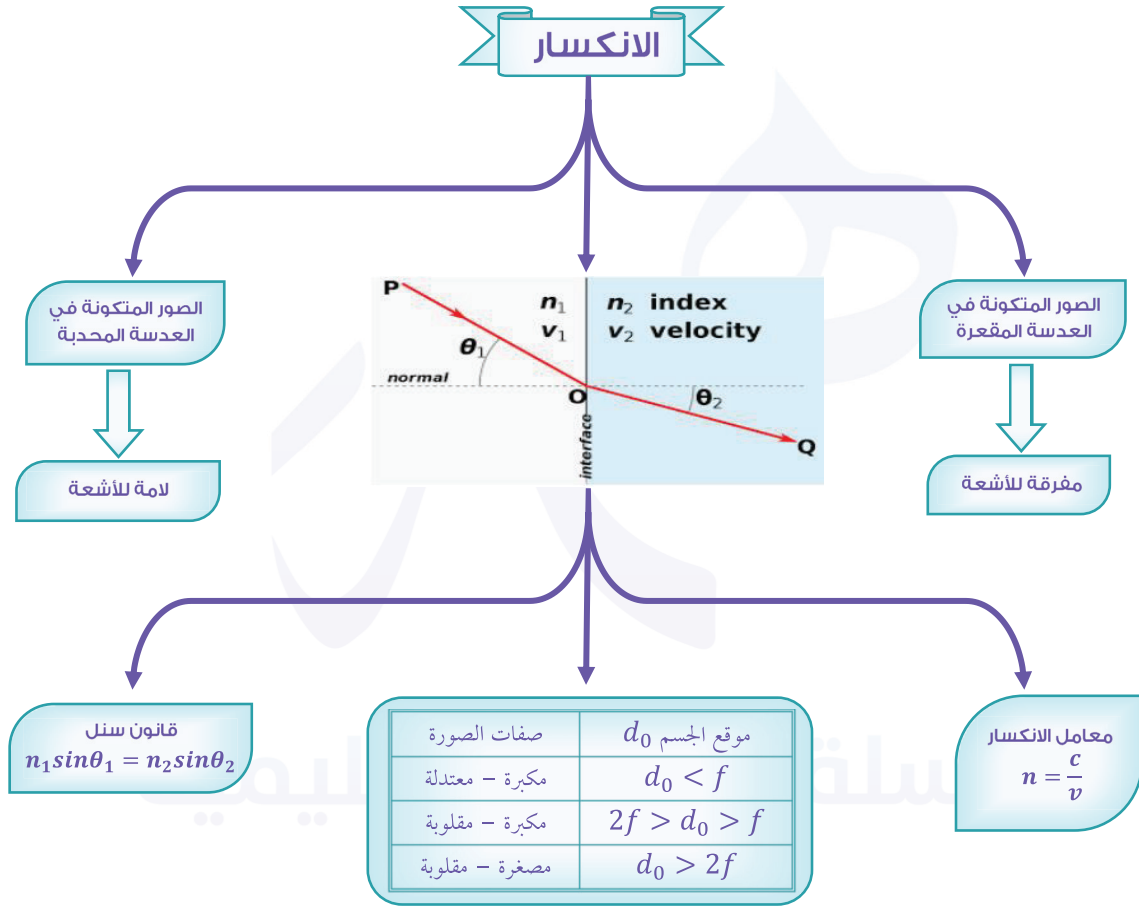 الانكسار
الصور المتكونة في
العدسة المقعرة
مفرقة للأشعة
P
n₁
v₁
n₂ index
v₂ velocity
θ₁
normal
O
θ₂
interface
Q
الصور المتكونة في
العدسة المحدبة
لامة للأشعة
معامل الانكسار
n = c/v
موقع الجسم d₀ صفات الصورة
d₀ < f مكبرة – معتدلة
2f > d₀ > f مكبرة – مقلوبة
d₀ > 2f مصغرة – مقلوبة
قانون سنل
n₁sinθ₁ = n₂sinθ₂